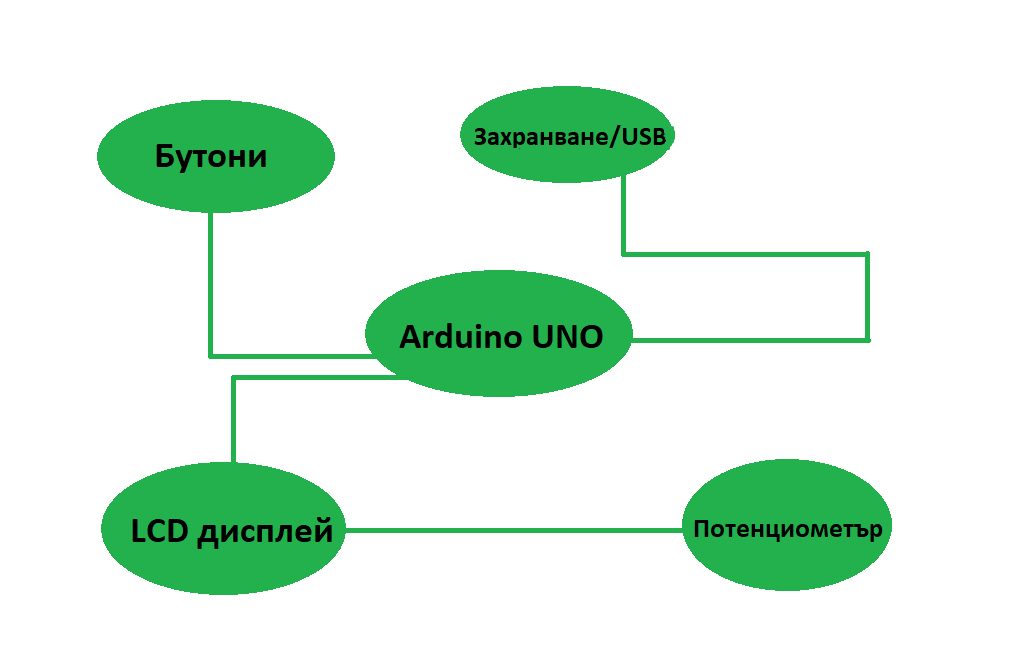 Бутони
Захранване/USB
Arduino UNO
LCD дисплей
Потенциометър